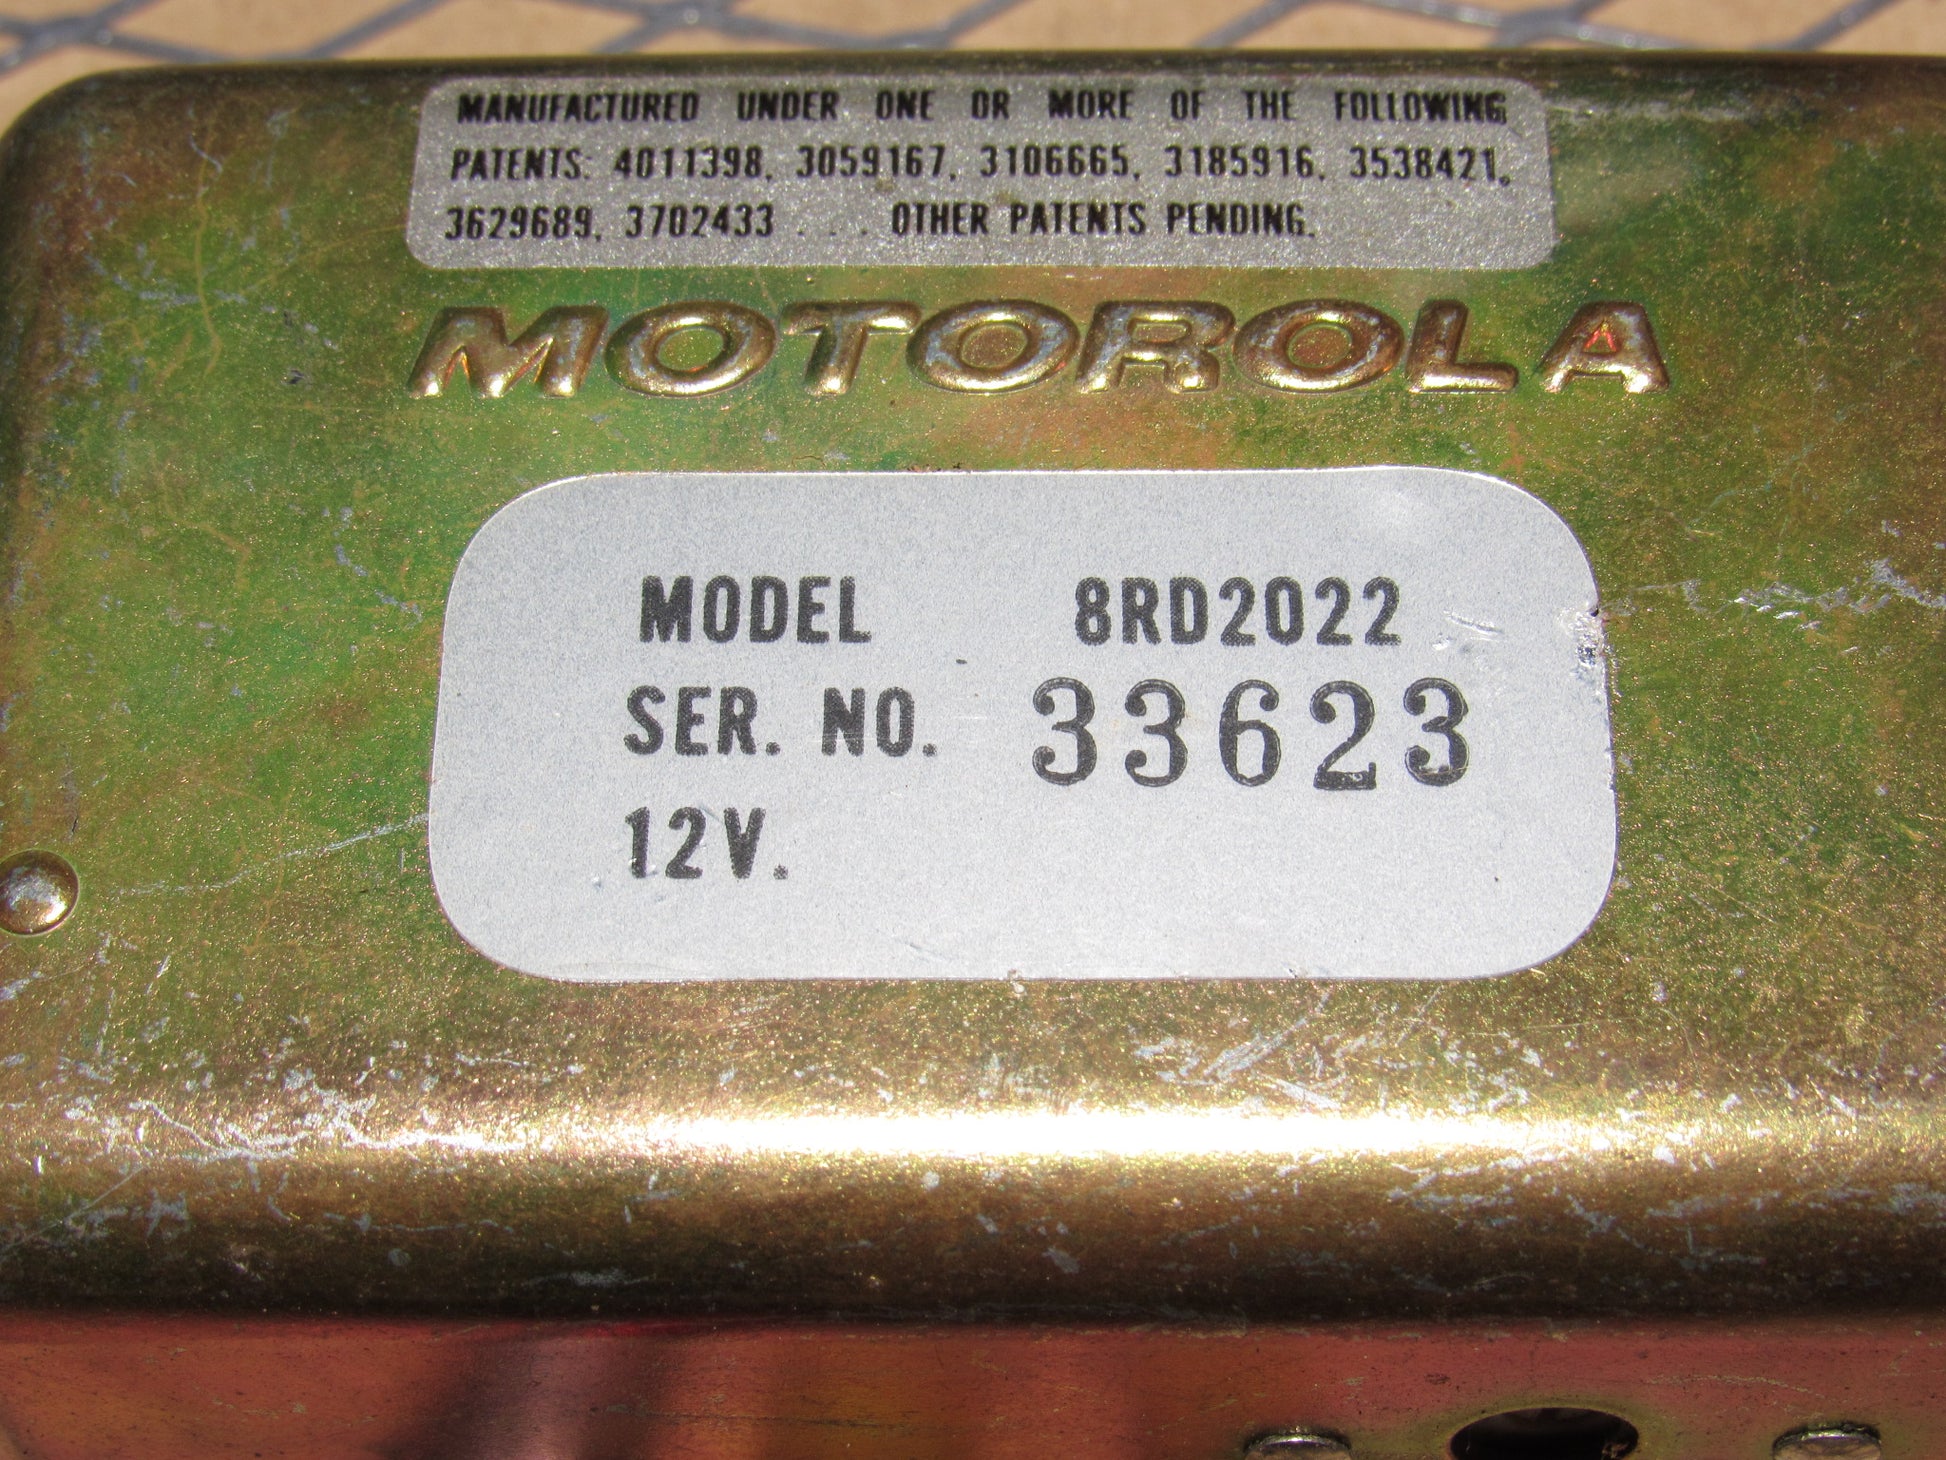 MANUFACTURED UNDER ONE OR MORE OF THE FOLLOWING
PATENTS: 4011398, 3059167, 3106665, 3185916, 3538421,
3629689, 3702433 . . . OTHER PATENTS PENDING.
MOTOROLA
MODEL 8RD2022
SER. NO. 33623
12V.